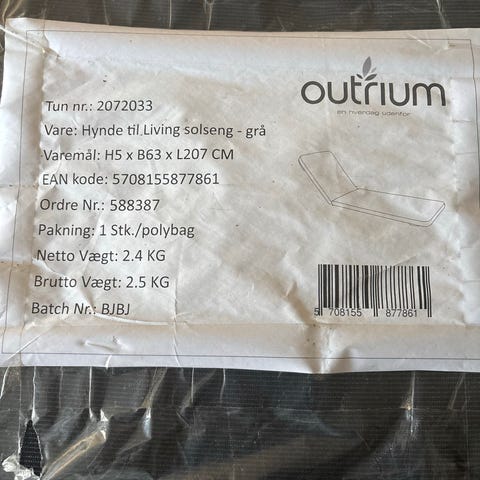 outrium
en hverdag udenfor
Tun nr.: 2072033
Vare: Hynde til Living solseng - grå
Varemål: H5 x B63 x L207 CM
EAN kode: 5708155877861
Ordre Nr.: 588387
Pakning: 1 Stk./polybag
Netto Vægt: 2.4 KG
Brutto Vægt: 2.5 KG
Batch Nr.: BJBJ
5 708155 877861